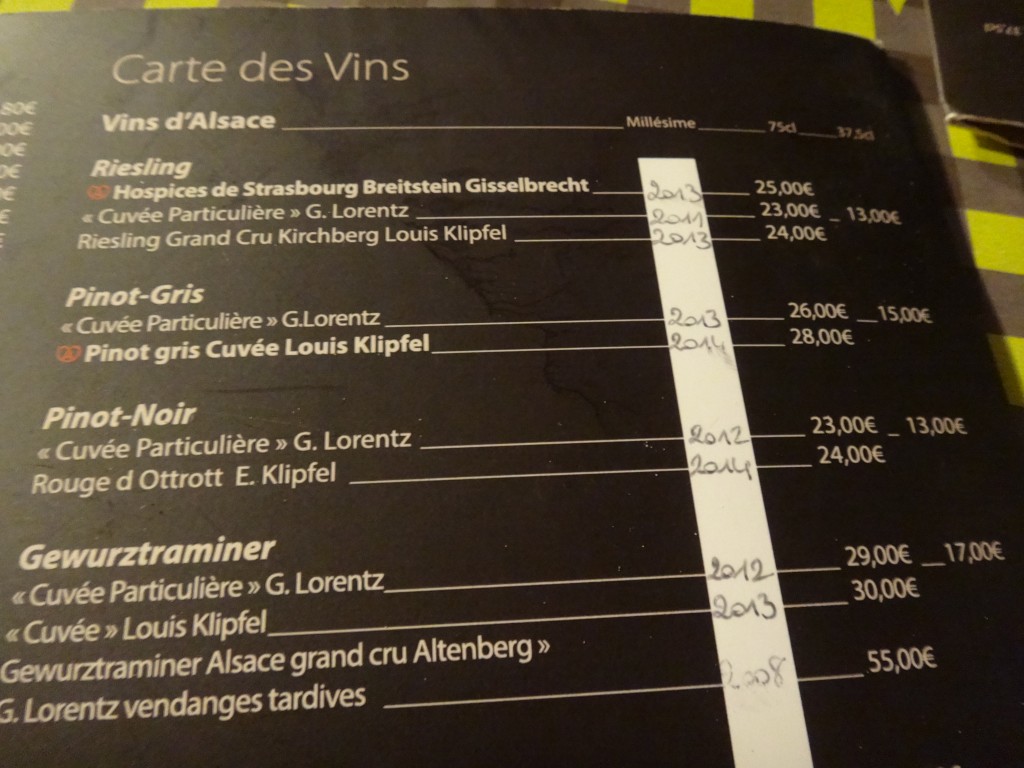 Carte des Vins
Vins d'Alsace Millésime 75cl 37,5cl
Riesling
Hospices de Strasbourg Breitstein Gisselbrecht 2013 25,00€
« Cuvée Particulière » G. Lorentz 2011 23,00€ 13,00€
Riesling Grand Cru Kirchberg Louis Klipfel 2013 24,00€
Pinot-Gris
« Cuvée Particulière » G.Lorentz 2013 26,00€ 15,00€
Pinot gris Cuvée Louis Klipfel 2014 28,00€
Pinot-Noir
« Cuvée Particulière » G. Lorentz 2012 23,00€ 13,00€
Rouge d Ottrott E. Klipfel 2014 24,00€
Gewurztraminer
« Cuvée Particulière » G. Lorentz 2012 29,00€ 17,00€
« Cuvée » Louis Klipfel 2013 30,00€
Gewurztraminer Alsace grand cru Altenberg »
G. Lorentz vendanges tardives 2008 55,00€